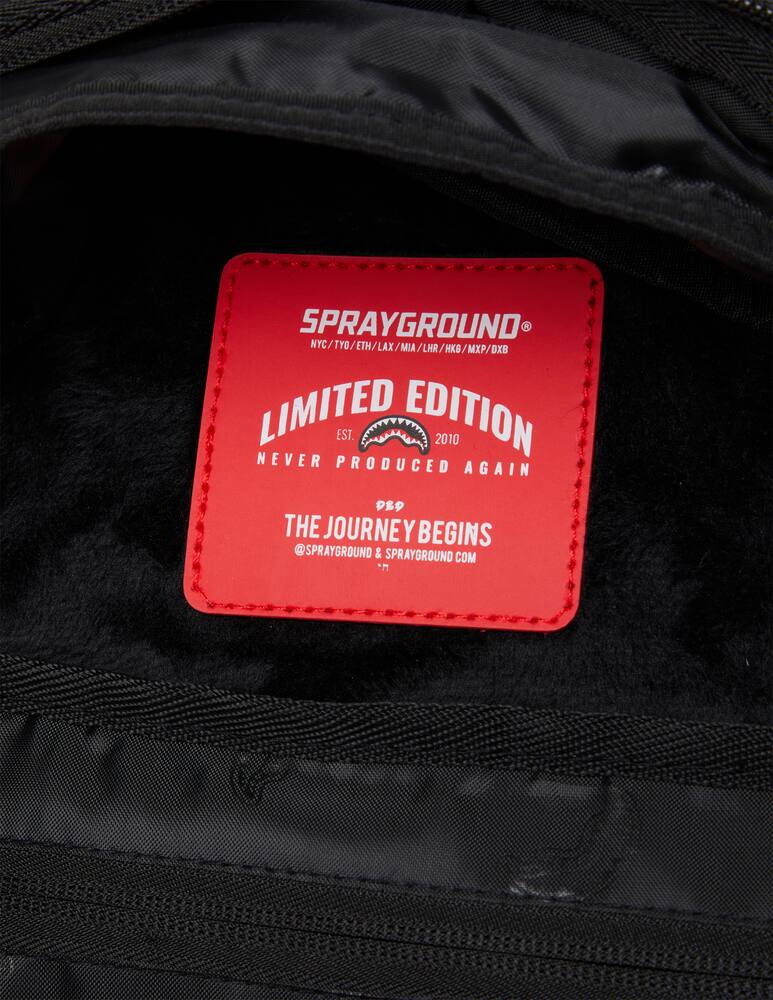 SPRAYGROUND®
NYC/TYO/ETH/LAX/MIA/LHR/HKG/MXP/DXB
LIMITED EDITION
EST. 2010
NEVER PRODUCED AGAIN
DBD
THE JOURNEY BEGINS
@SPRAYGROUND & SPRAYGROUND.COM